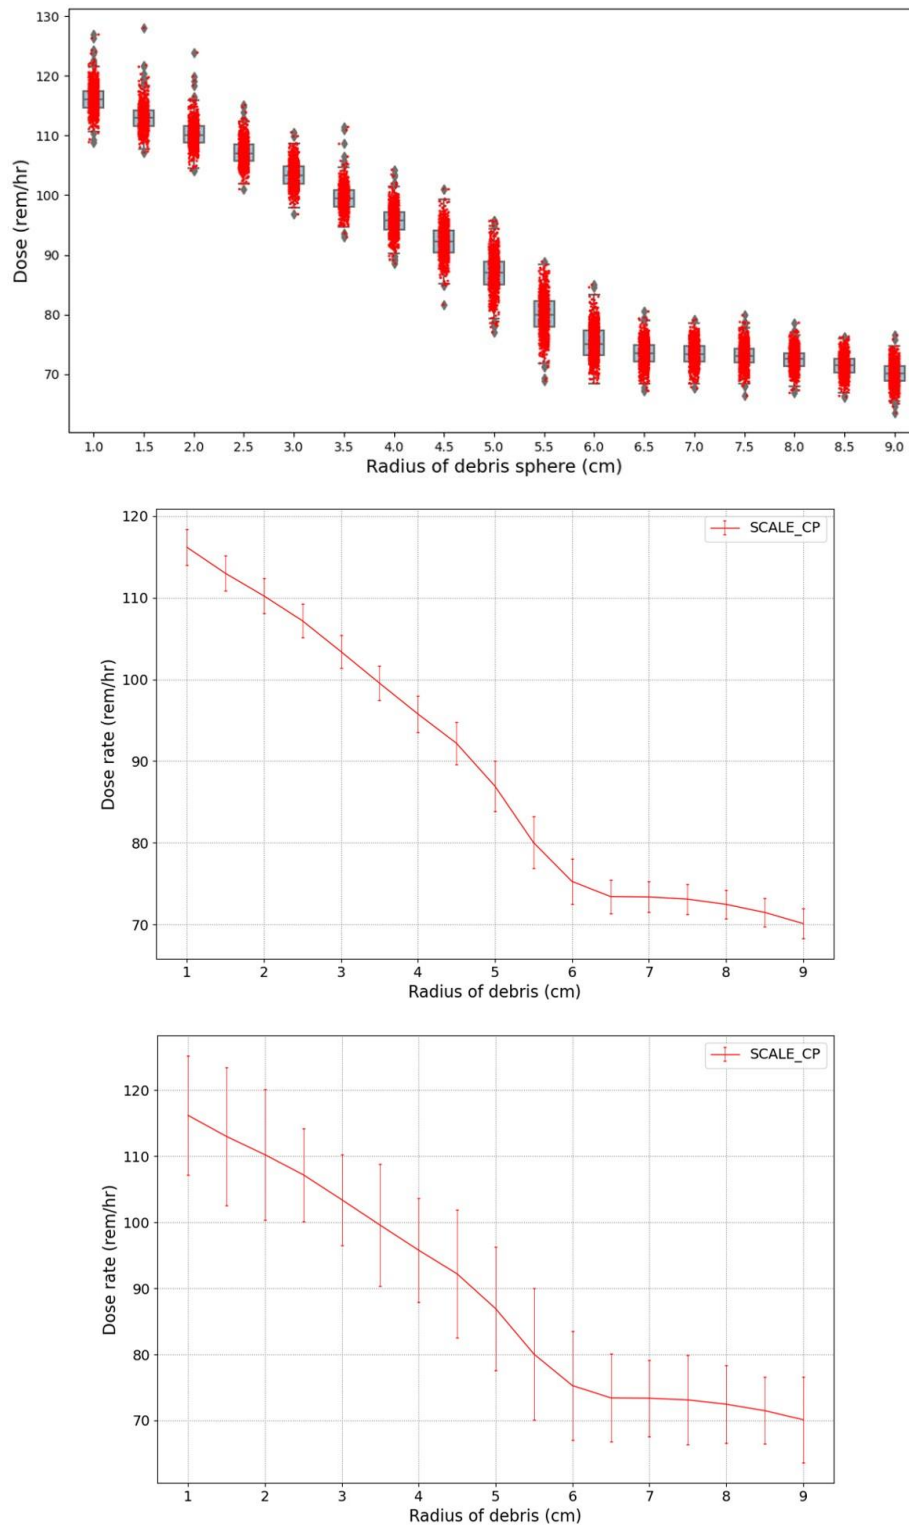 130
120
110
100
90
80
70
Dose (rem/hr)
1.0 1.5 2.0 2.5 3.0 3.5 4.0 4.5 5.0 5.5 6.0 6.5 7.0 7.5 8.0 8.5 9.0
Radius of debris sphere (cm)
120
110
100
90
80
70
Dose rate (rem/hr)
SCALE_CP
1 2 3 4 5 6 7 8 9
Radius of debris (cm)
120
110
100
90
80
70
Dose rate (rem/hr)
SCALE_CP
1 2 3 4 5 6 7 8 9
Radius of debris (cm)